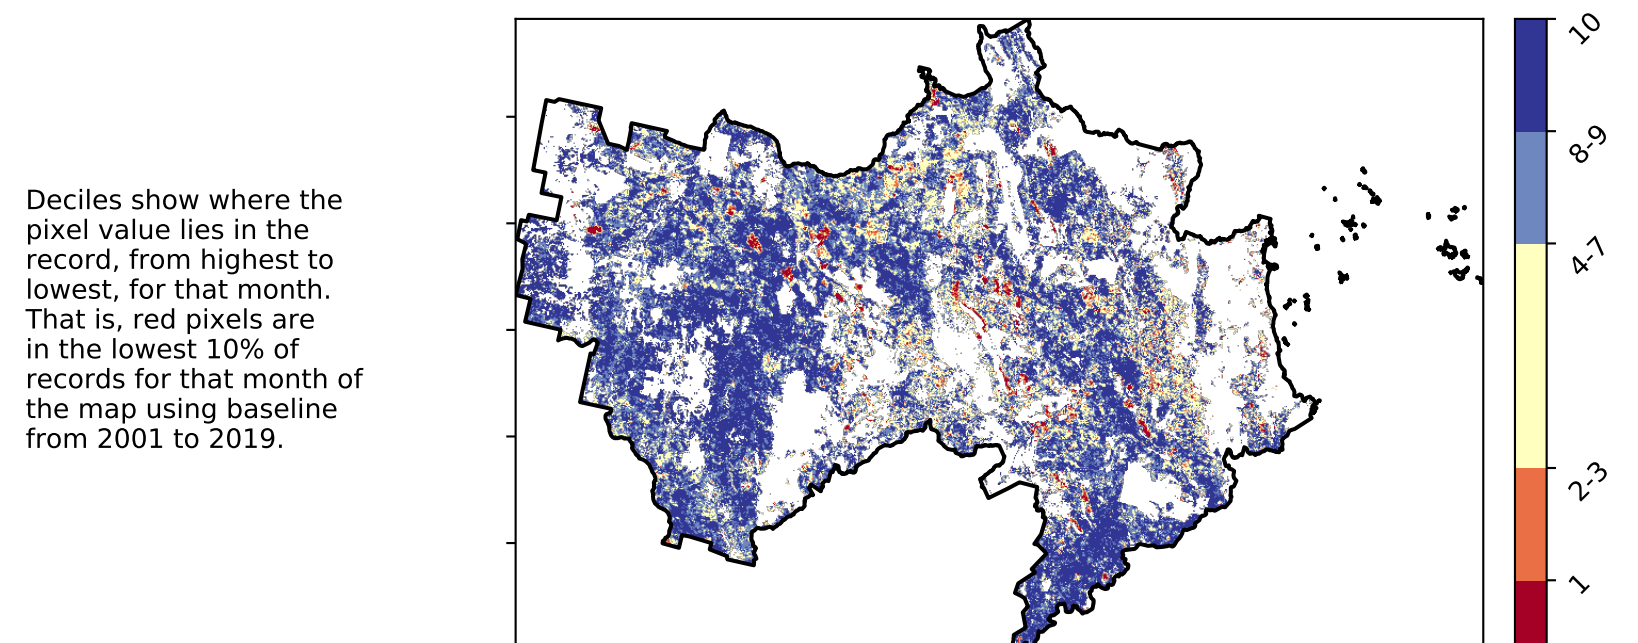 Deciles show where the
pixel value lies in the
record, from highest to
lowest, for that month.
That is, red pixels are
in the lowest 10% of
records for that month of
the map using baseline
from 2001 to 2019.
10
8-9
4-7
2-3
1